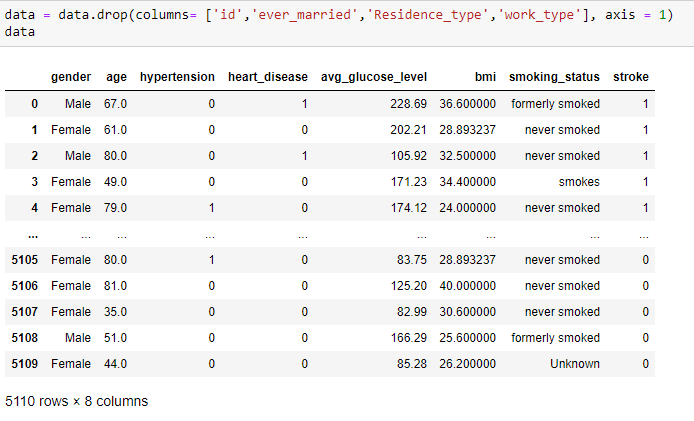 data = data.drop(columns= ['id','ever_married','Residence_type','work_type'], axis = 1)
data
gender age hypertension heart_disease avg_glucose_level bmi smoking_status stroke
0 Male 67.0 0 1 228.69 36.600000 formerly smoked 1
1 Female 61.0 0 0 202.21 28.893237 never smoked 1
2 Male 80.0 0 1 105.92 32.500000 never smoked 1
3 Female 49.0 0 0 171.23 34.400000 smokes 1
4 Female 79.0 1 0 174.12 24.000000 never smoked 1
... ... ... ... ... ... ... ... ...
5105 Female 80.0 1 0 83.75 28.893237 never smoked 0
5106 Female 81.0 0 0 125.20 40.000000 never smoked 0
5107 Female 35.0 0 0 82.99 30.600000 never smoked 0
5108 Male 51.0 0 0 166.29 25.600000 formerly smoked 0
5109 Female 44.0 0 0 85.28 26.200000 Unknown 0
5110 rows × 8 columns